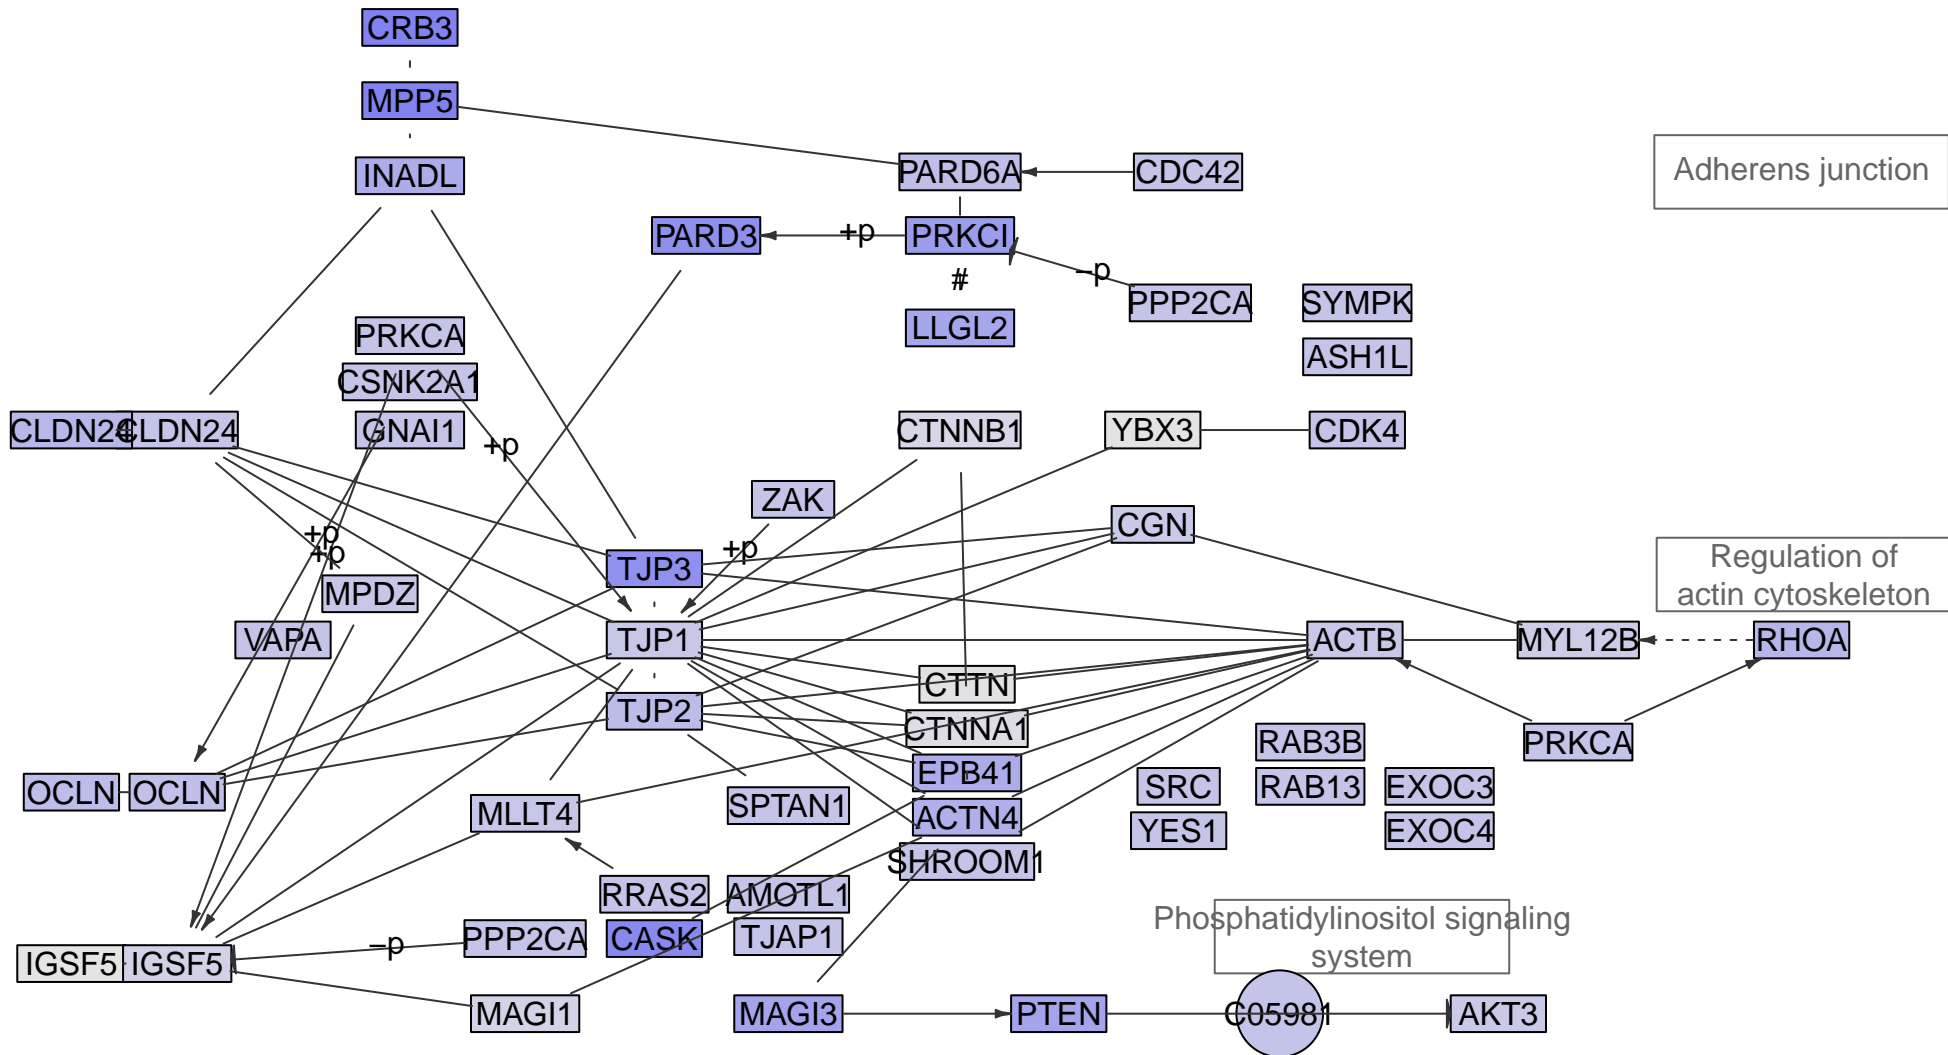 CRB3
MPP5
INADL
PARD6A
CDC42
Adherens junction
PARD3
+p
PRKCI
#
−p
PPP2CA
SYMPK
PRKCA
LLGL2
ASH1L
CSNK2A1
CLDN24
CLDN24
GNAI1
+p
CTNNB1
YBX3
CDK4
ZAK
CGN
+p
+p
+p
TJP3
Regulation of
actin cytoskeleton
MPDZ
VAPA
TJP1
ACTB
MYL12B
RHOA
CTTN
TJP2
CTNNA1
RAB3B
PRKCA
EPB41
OCLN
OCLN
SRC
RAB13
EXOC3
MLLT4
SPTAN1
ACTN4
YES1
EXOC4
SHROOM1
RRAS2
AMOTL1
Phosphatidylinositol signaling
system
PPP2CA
CASK
TJAP1
−p
IGSF5
IGSF5
MAGI1
MAGI3
PTEN
C05981
AKT3